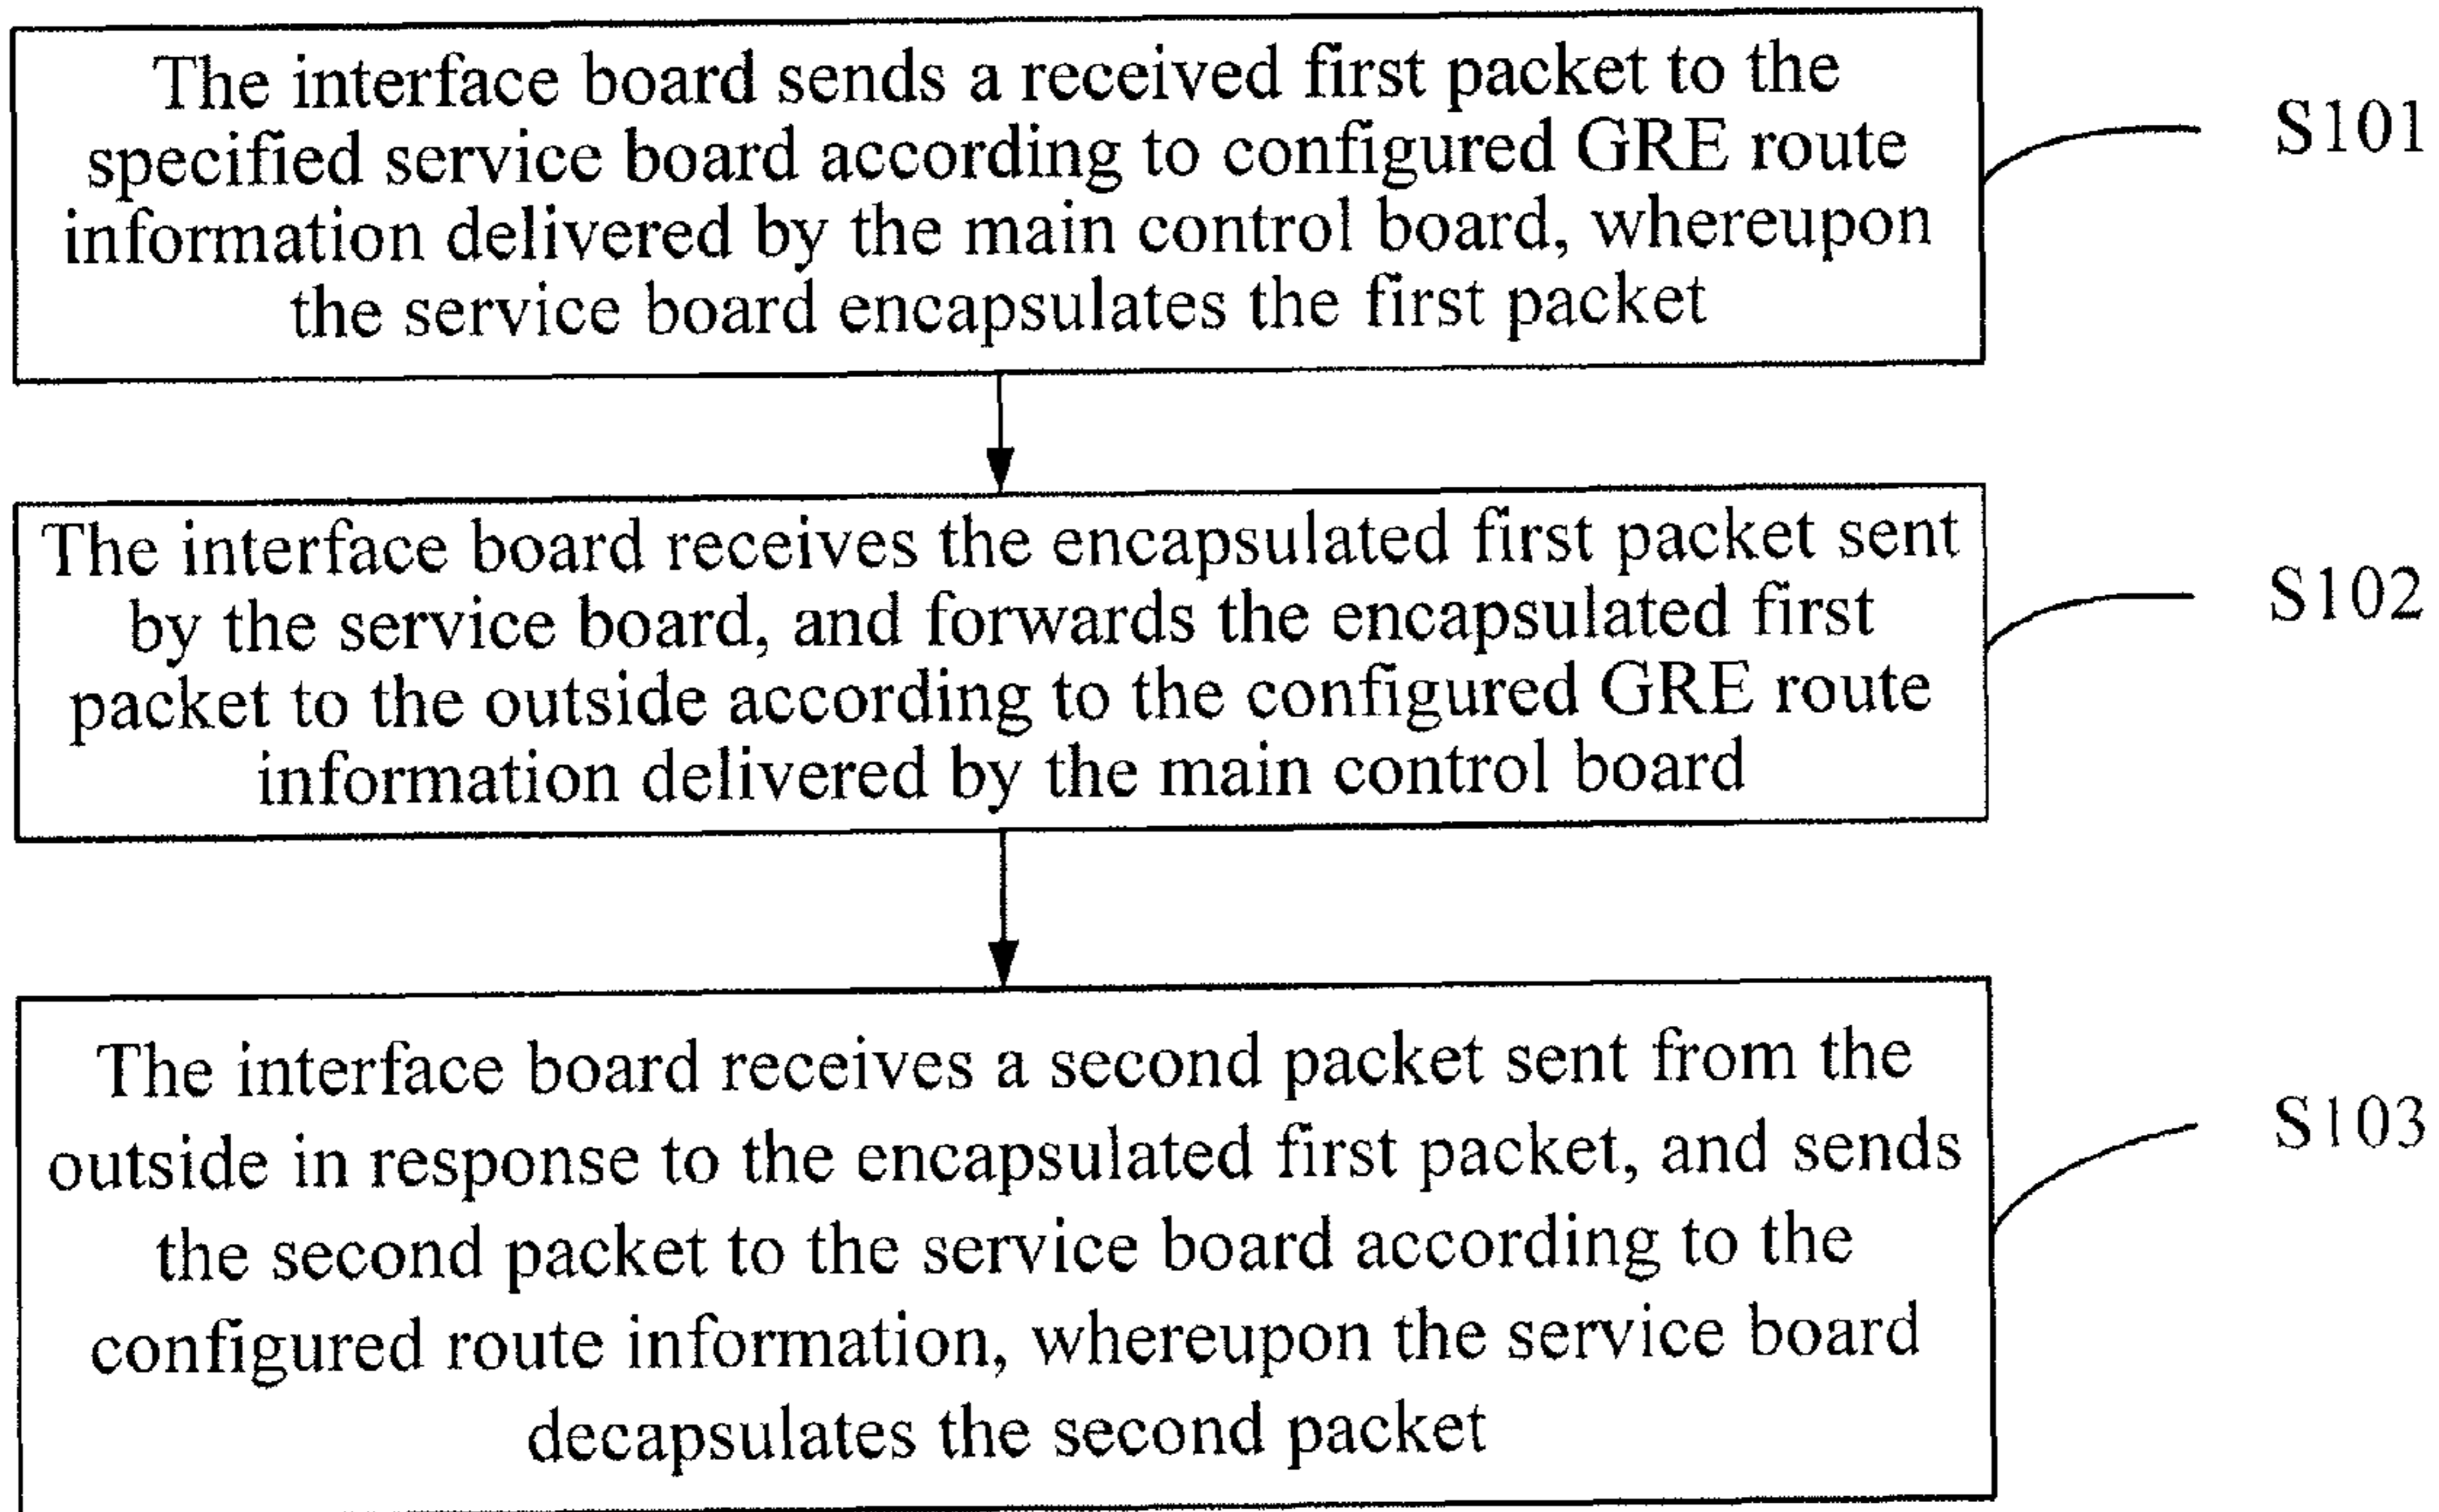 The interface board sends a received first packet to the
specified service board according to configured GRE route
information delivered by the main control board, whereupon
the service board encapsulates the first packet
S101
The interface board receives the encapsulated first packet sent
by the service board, and forwards the encapsulated first
packet to the outside according to the configured GRE route
information delivered by the main control board
S102
The interface board receives a second packet sent from the
outside in response to the encapsulated first packet, and sends
the second packet to the service board according to the
configured route information, whereupon the service board
decapsulates the second packet
S103